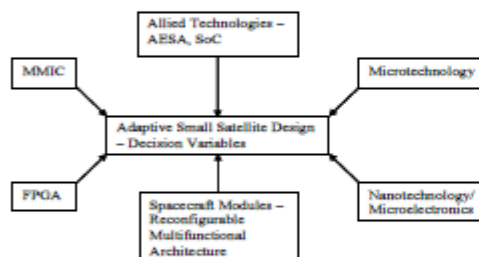 Allied Technologies –
AESA, SoC
MMIC
Microtechnology
Adaptive Small Satellite Design
– Decision Variables
FPGA
Spacecraft Modules –
Reconfigurable
Multifunctional
Architecture
Nanotechnology/
Microelectronics